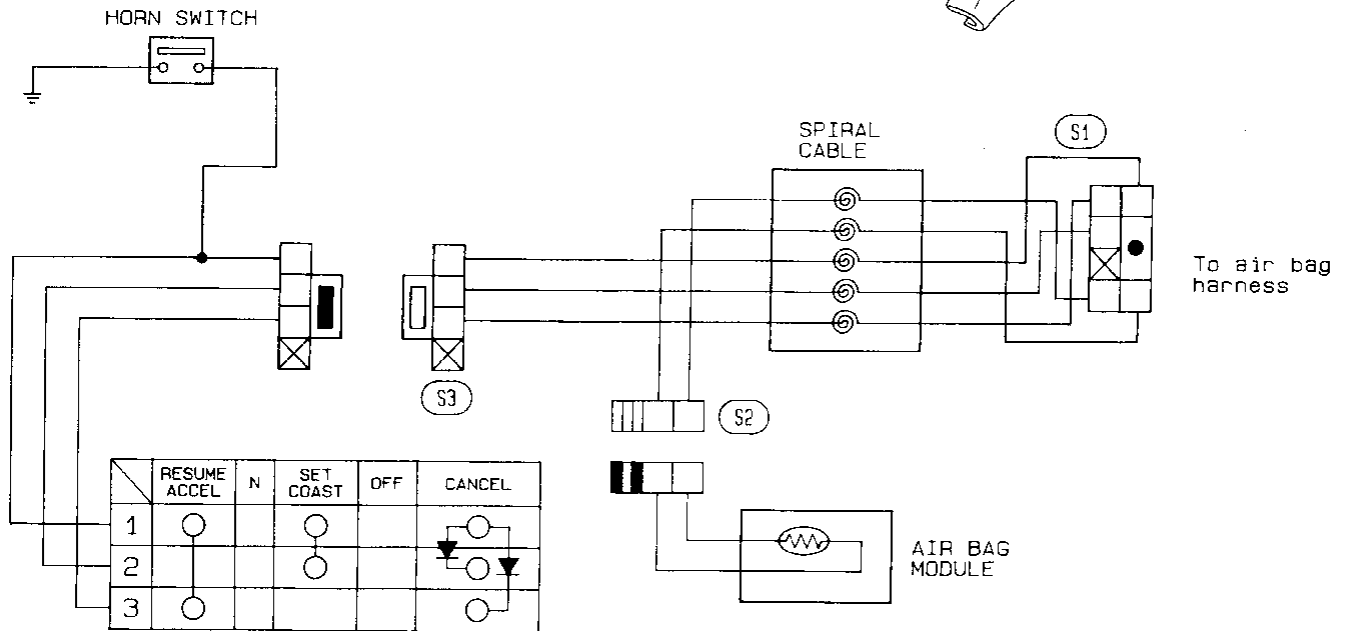 HORN SWITCH
SPIRAL
CABLE
S1
To air bag
harness
S3
S2
RESUME
ACCEL
N
SET
COAST
OFF
CANCEL
1
2
3
AIR BAG
MODULE